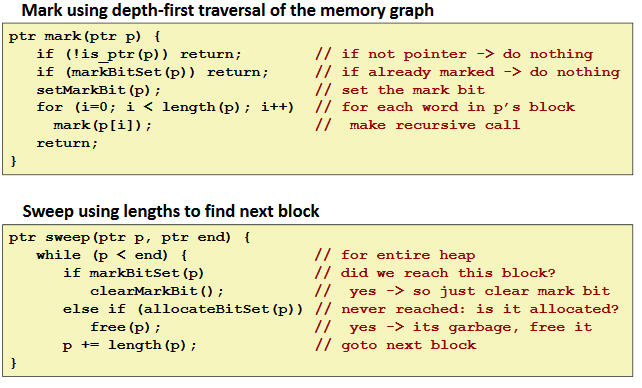 Mark using depth-first traversal of the memory graph
ptr mark(ptr p) {
if (!is_ptr(p)) return; // if not pointer -> do nothing
if (markBitSet(p)) return; // if already marked -> do nothing
setMarkBit(p); // set the mark bit
for (i=0; i < length(p); i++) // for each word in p's block
mark(p[i]); // make recursive call
return;
}
Sweep using lengths to find next block
ptr sweep(ptr p, ptr end) {
while (p < end) { // for entire heap
if markBitSet(p) // did we reach this block?
clearMarkBit(); // yes -> so just clear mark bit
else if (allocateBitSet(p)) // never reached: is it allocated?
free(p); // yes -> its garbage, free it
p += length(p); // goto next block
}